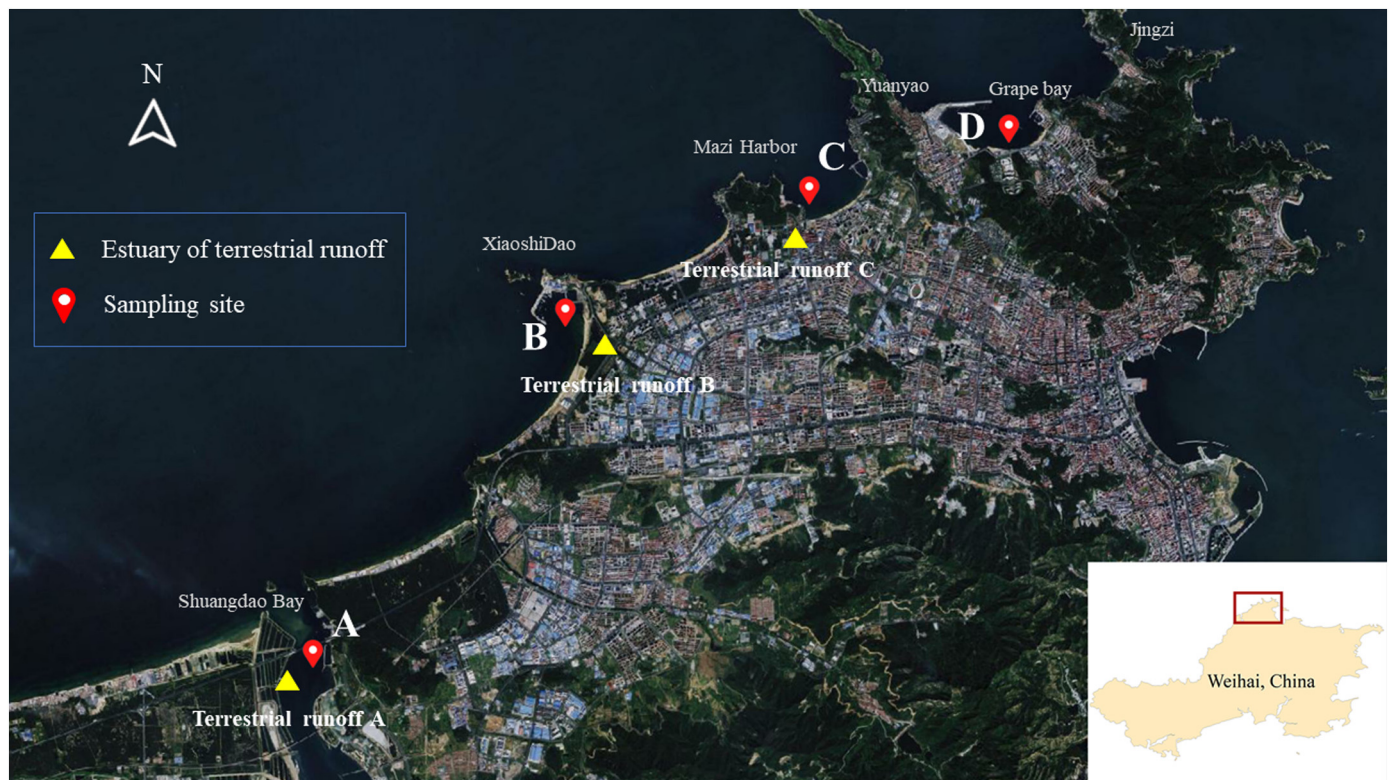 Jingzi
N
Yuanyao
Grape bay
D
Mazi Harbor
C
XiaoshiDao
Estuary of terrestrial runoff
Terrestrial runoff C
Sampling site
B
Terrestrial runoff B
Shuangdao Bay
A
Weihai, China
Terrestrial runoff A